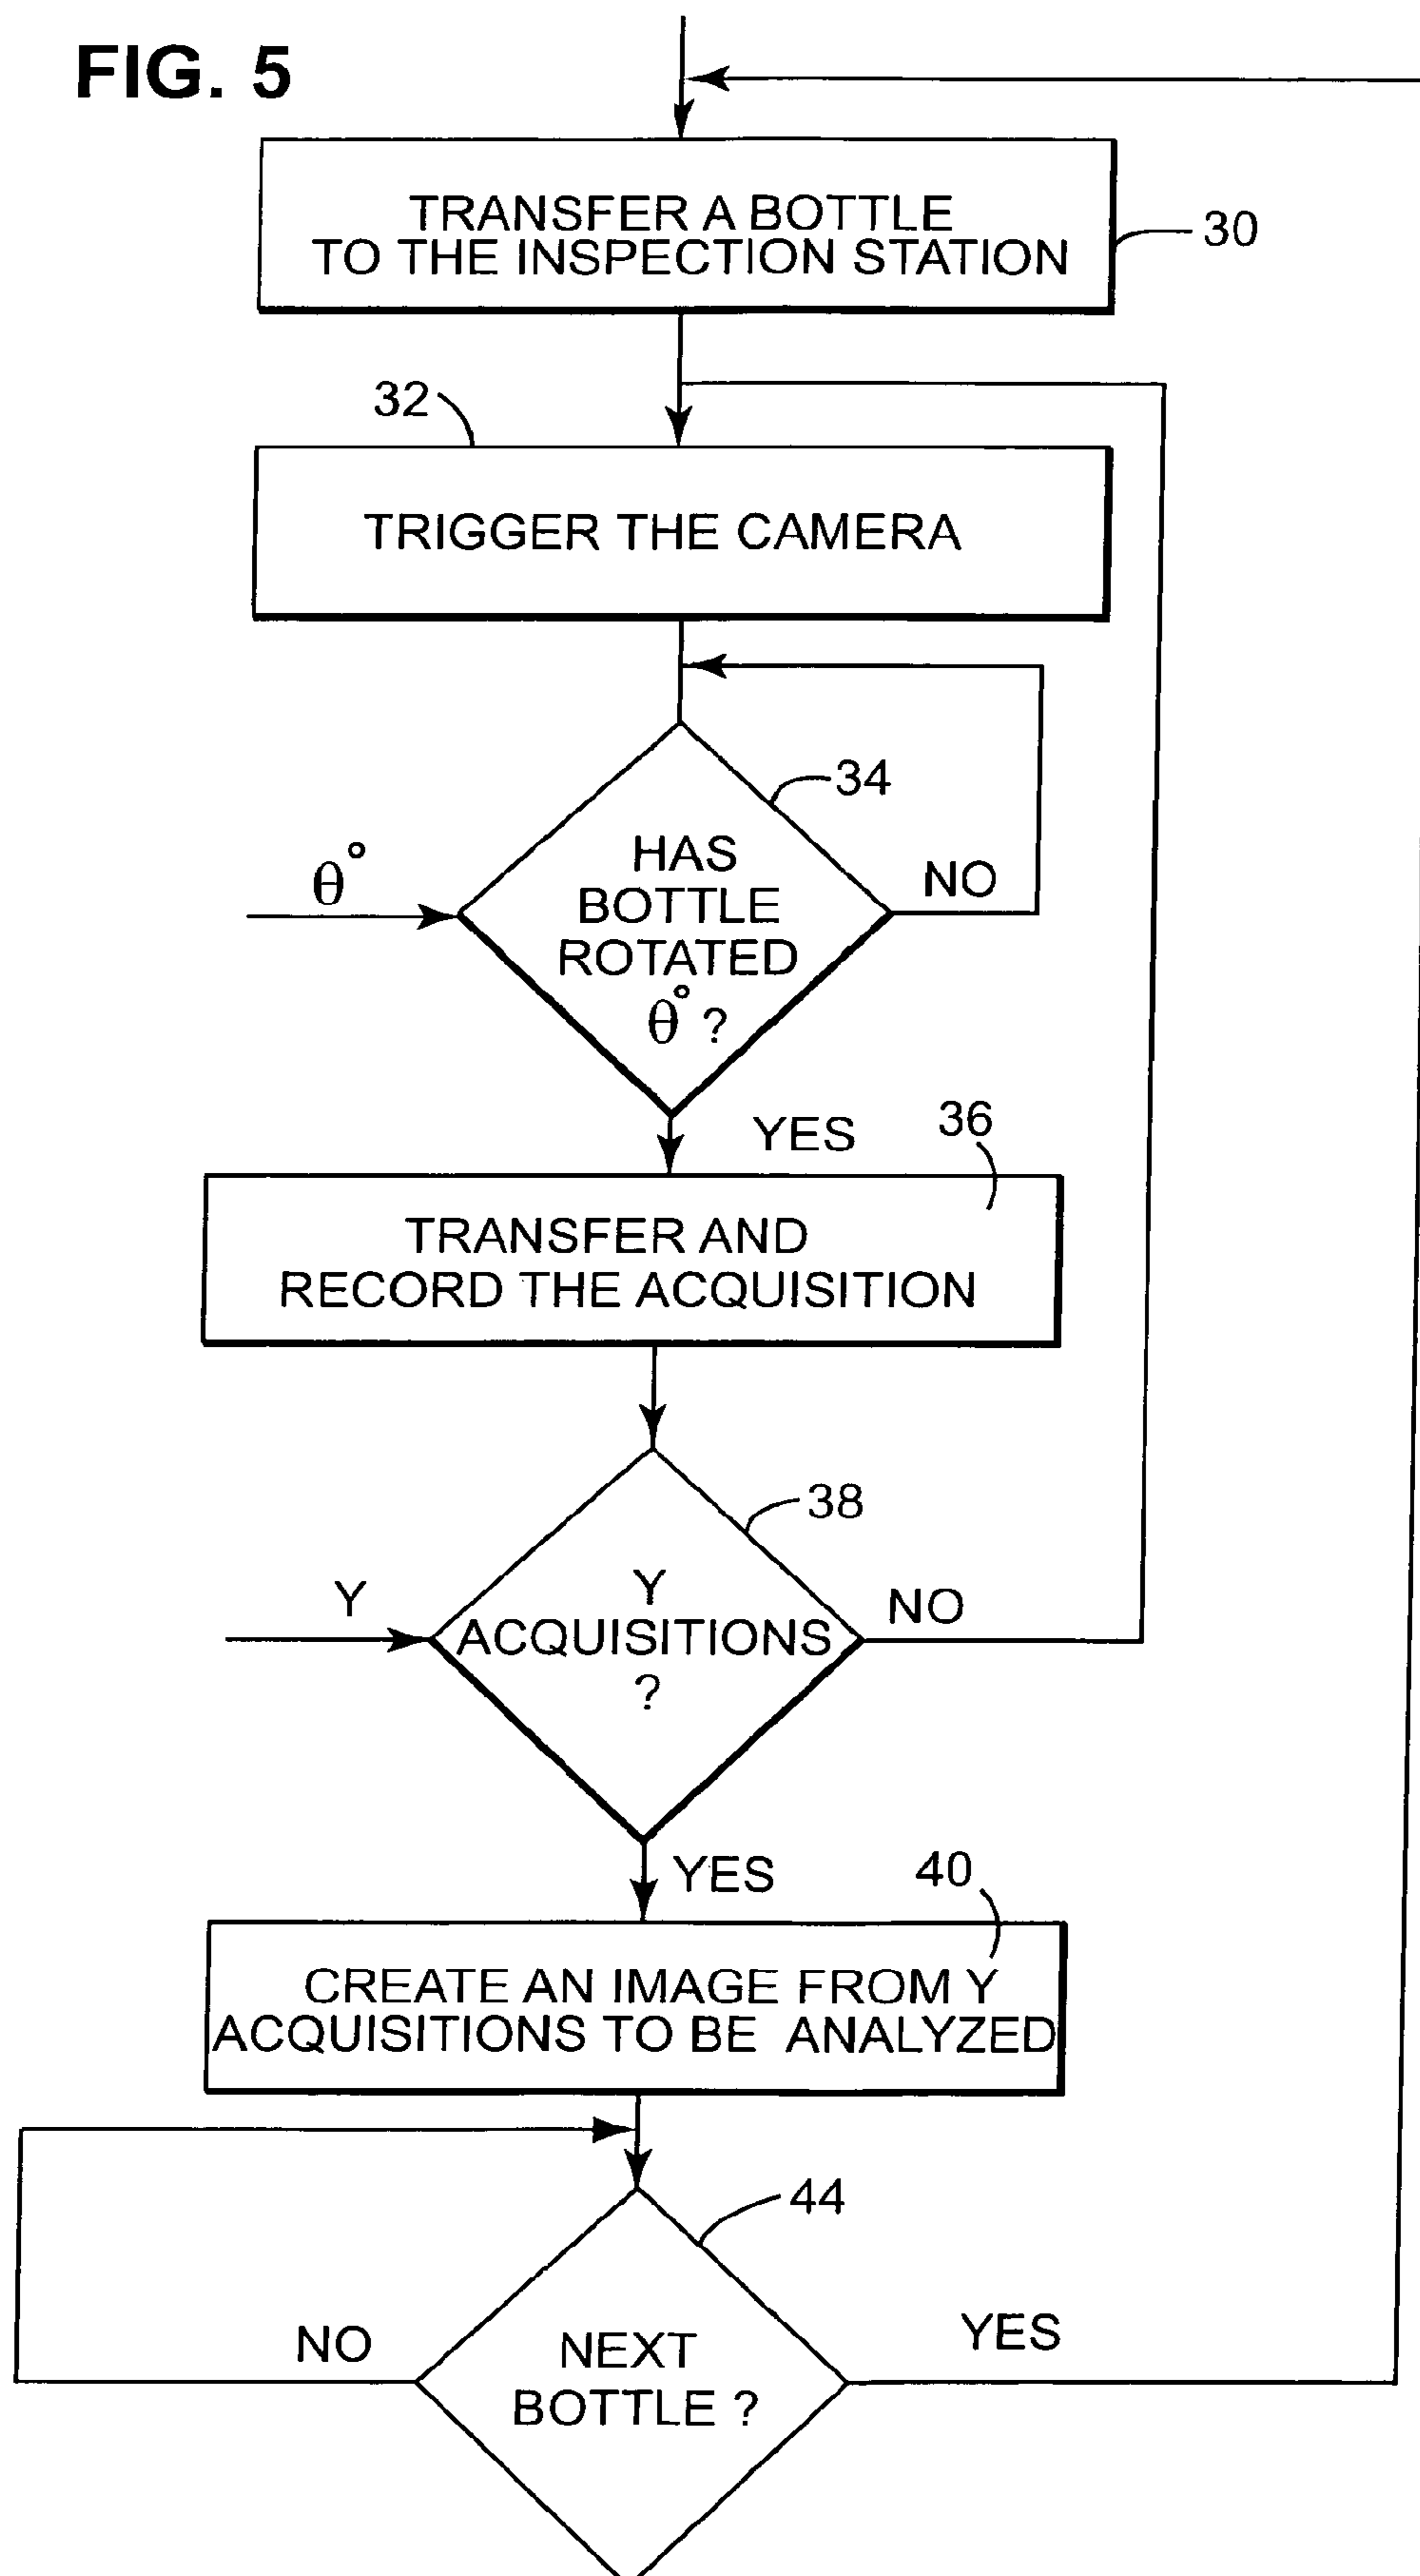 FIG. 5
TRANSFER A BOTTLE
TO THE INSPECTION STATION
30
32
TRIGGER THE CAMERA
34
θ°
HAS
BOTTLE
ROTATED
θ° ?
NO
YES
36
TRANSFER AND
RECORD THE ACQUISITION
38
Y
Y
ACQUISITIONS
?
NO
YES
40
CREATE AN IMAGE FROM Y
ACQUISITIONS TO BE ANALYZED
44
NO
NEXT
BOTTLE ?
YES